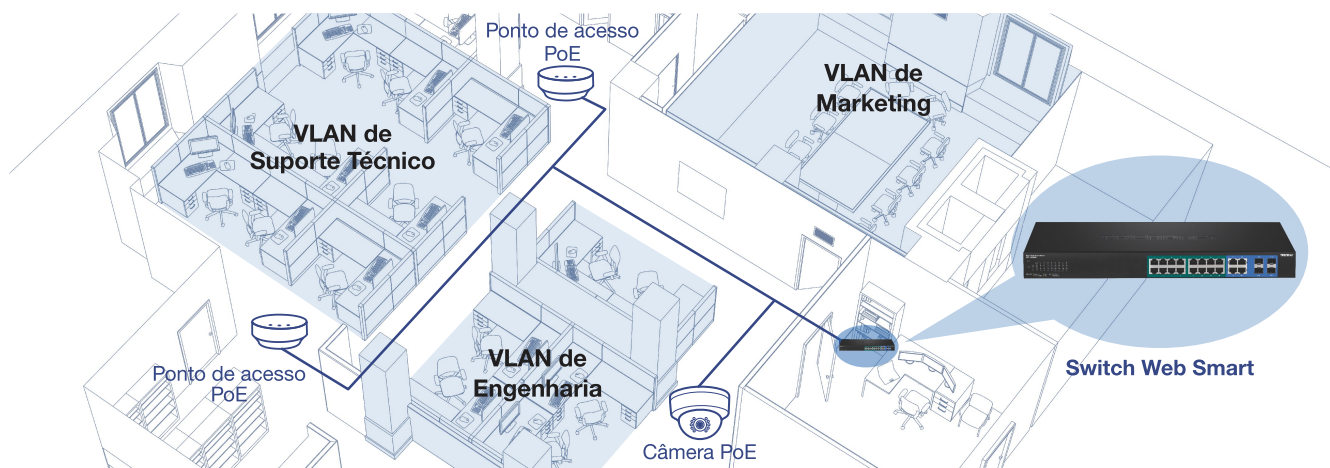 Ponto de acesso
PoE
VLAN de
Marketing
VLAN de
Suporte Técnico
Switch Web Smart
Ponto de acesso
PoE
VLAN de
Engenharia
Câmera PoE